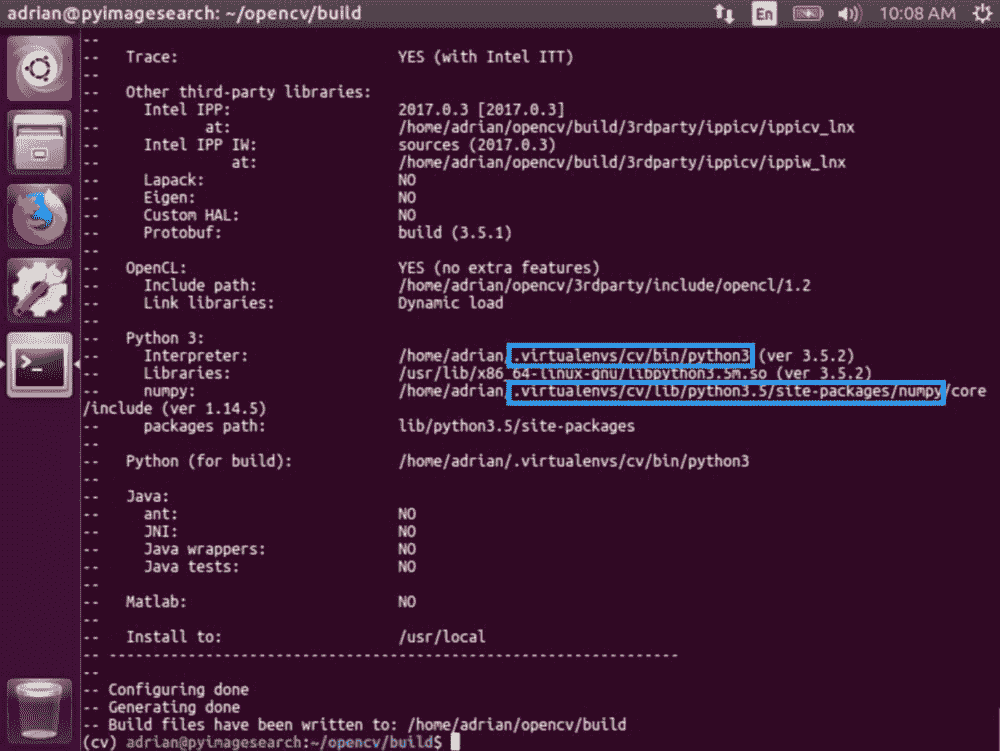 adrian@pyimagesearch: ~/opencv/build
En
10:08 AM
--
-- Trace: YES (with Intel ITT)
--
-- Other third-party libraries:
-- Intel IPP: 2017.0.3 [2017.0.3]
-- at: /home/adrian/opencv/build/3rdparty/ippicv/ippicv_lnx
-- Intel IPP IW: sources (2017.0.3)
-- at: /home/adrian/opencv/build/3rdparty/ippicv/ippiw_lnx
-- Lapack: NO
-- Eigen: NO
-- Custom HAL: NO
-- Protobuf: build (3.5.1)
--
-- OpenCL: YES (no extra features)
-- Include path: /home/adrian/opencv/3rdparty/include/opencl/1.2
-- Link libraries: Dynamic load
--
-- Python 3:
-- Interpreter: /home/adrian/.virtualenvs/cv/bin/python3 (ver 3.5.2)
-- Libraries: /usr/lib/x86_64-linux-gnu/libpython3.5m.so (ver 3.5.2)
-- numpy: /home/adrian/.virtualenvs/cv/lib/python3.5/site-packages/numpy/core
/include (ver 1.14.5)
-- packages path: lib/python3.5/site-packages
--
-- Python (for build): /home/adrian/.virtualenvs/cv/bin/python3
--
-- Java:
-- ant: NO
-- JNI: NO
-- Java wrappers: NO
-- Java tests: NO
--
-- Matlab: NO
--
-- Install to: /usr/local
-- -----------------------------------------------------------------
--
-- Configuring done
-- Generating done
-- Build files have been written to: /home/adrian/opencv/build
(cv) adrian@pyimagesearch:~/opencv/build$